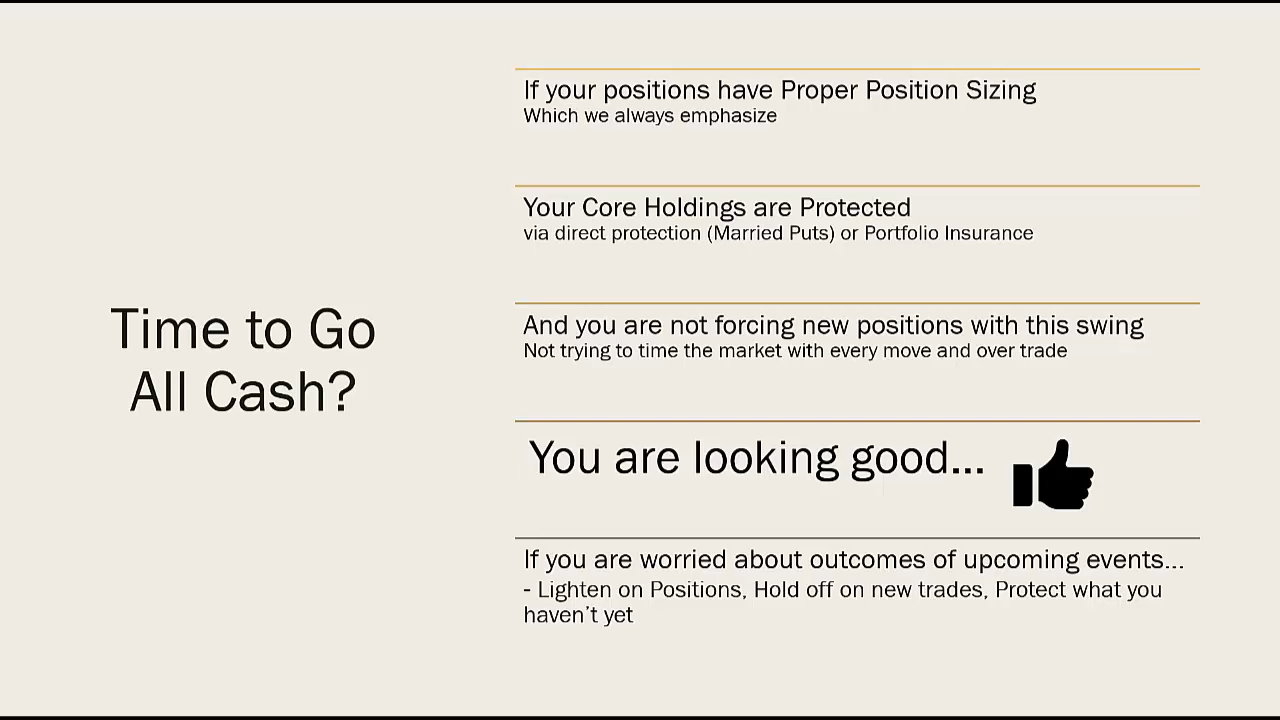 Time to Go
All Cash?
If your positions have Proper Position Sizing
Which we always emphasize
Your Core Holdings are Protected
via direct protection (Married Puts) or Portfolio Insurance
And you are not forcing new positions with this swing
Not trying to time the market with every move and over trade
You are looking good...
If you are worried about outcomes of upcoming events...
- Lighten on Positions, Hold off on new trades, Protect what you
haven't yet